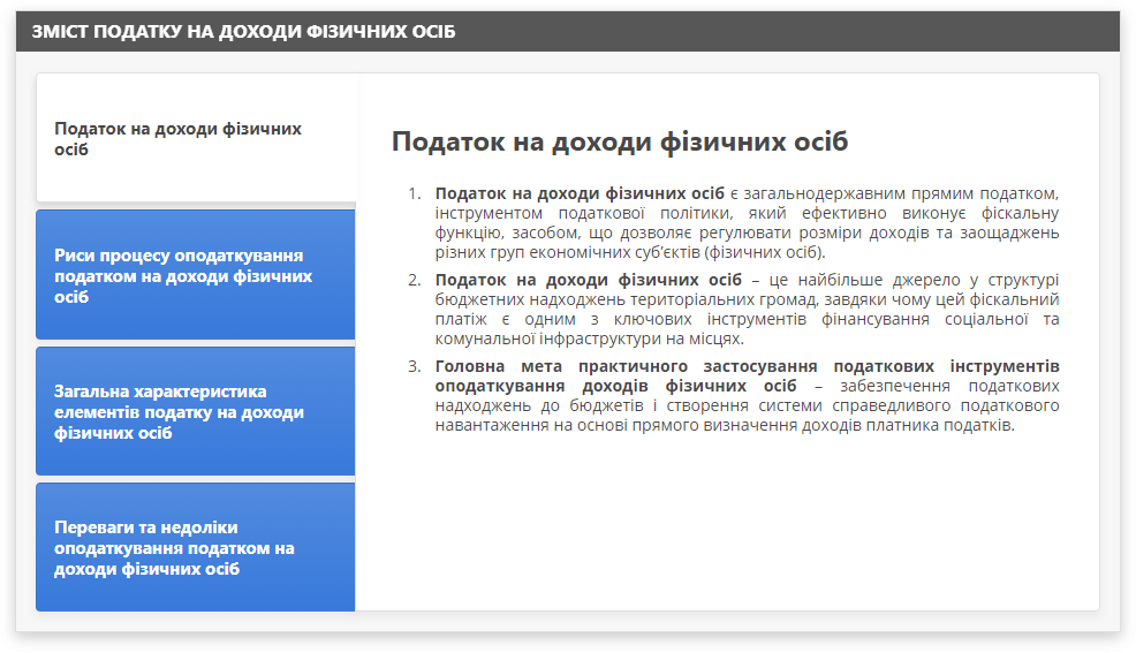 ЗМІСТ ПОДАТКУ НА ДОХОДИ ФІЗИЧНИХ ОСІБ
Податок на доходи фізичних
осіб
Риси процесу оподаткування
податком на доходи фізичних
осіб
Загальна характеристика
елементів податку на доходи
фізичних осіб
Переваги та недоліки
оподаткування податком на
доходи фізичних осіб
Податок на доходи фізичних осіб
1. Податок на доходи фізичних осіб є загальнодержавним прямим податком,
інструментом податкової політики, який ефективно виконує фіскальну
функцію, засобом, що дозволяє регулювати розміри доходів та заощаджень
різних груп економічних суб’єктів (фізичних осіб).
2. Податок на доходи фізичних осіб – це найбільше джерело у структурі
бюджетних надходжень територіальних громад, завдяки чому цей фіскальний
платіж є одним з ключових інструментів фінансування соціальної та
комунальної інфраструктури на місцях.
3. Головна мета практичного застосування податкових інструментів
оподаткування доходів фізичних осіб – забезпечення податкових
надходжень до бюджетів і створення системи справедливого податкового
навантаження на основі прямого визначення доходів платника податків.